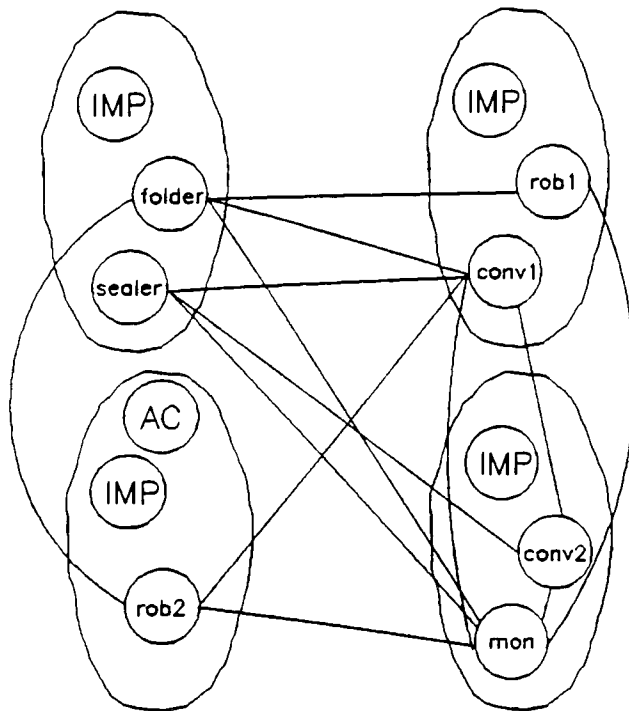 IMP
folder
sealer
IMP
rob1
conv1
AC
IMP
rob2
IMP
conv2
mon